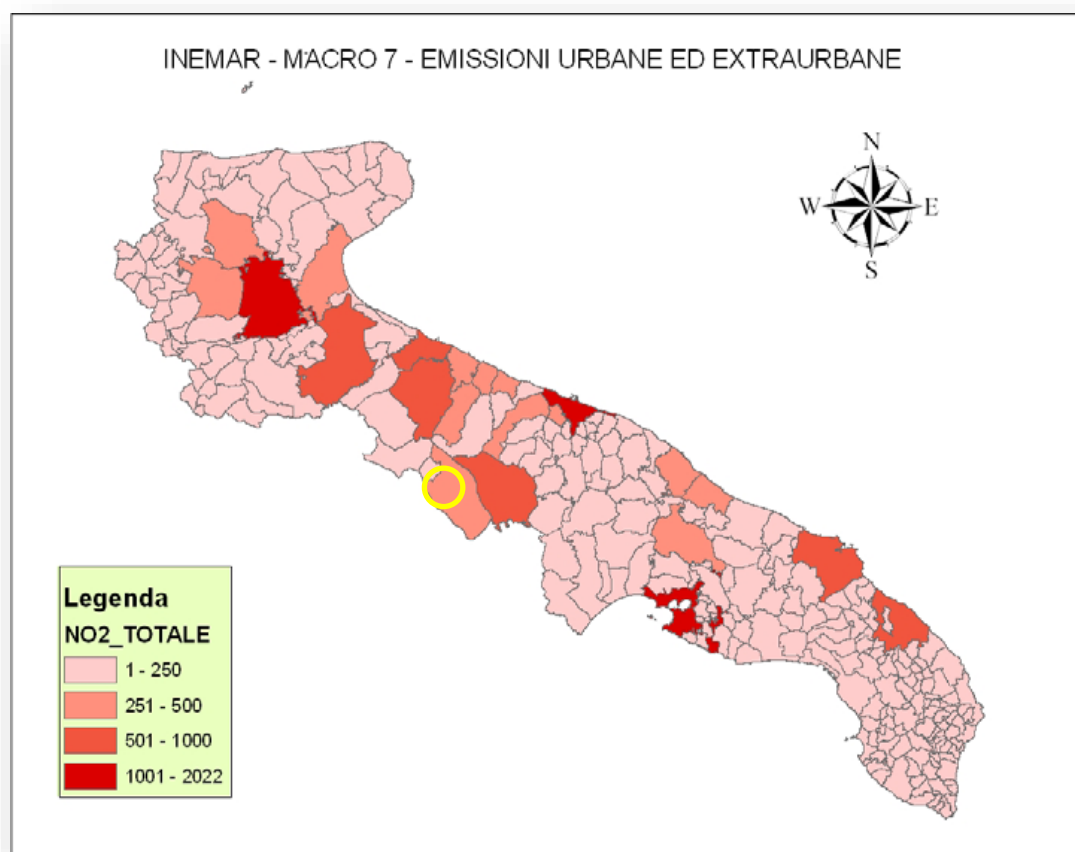 INEMAR - MACRO 7 - EMISSIONI URBANE ED EXTRAURBANE
N
W E
S
Legenda
NO2_TOTALE
1 - 250
251 - 500
501 - 1000
1001 - 2022